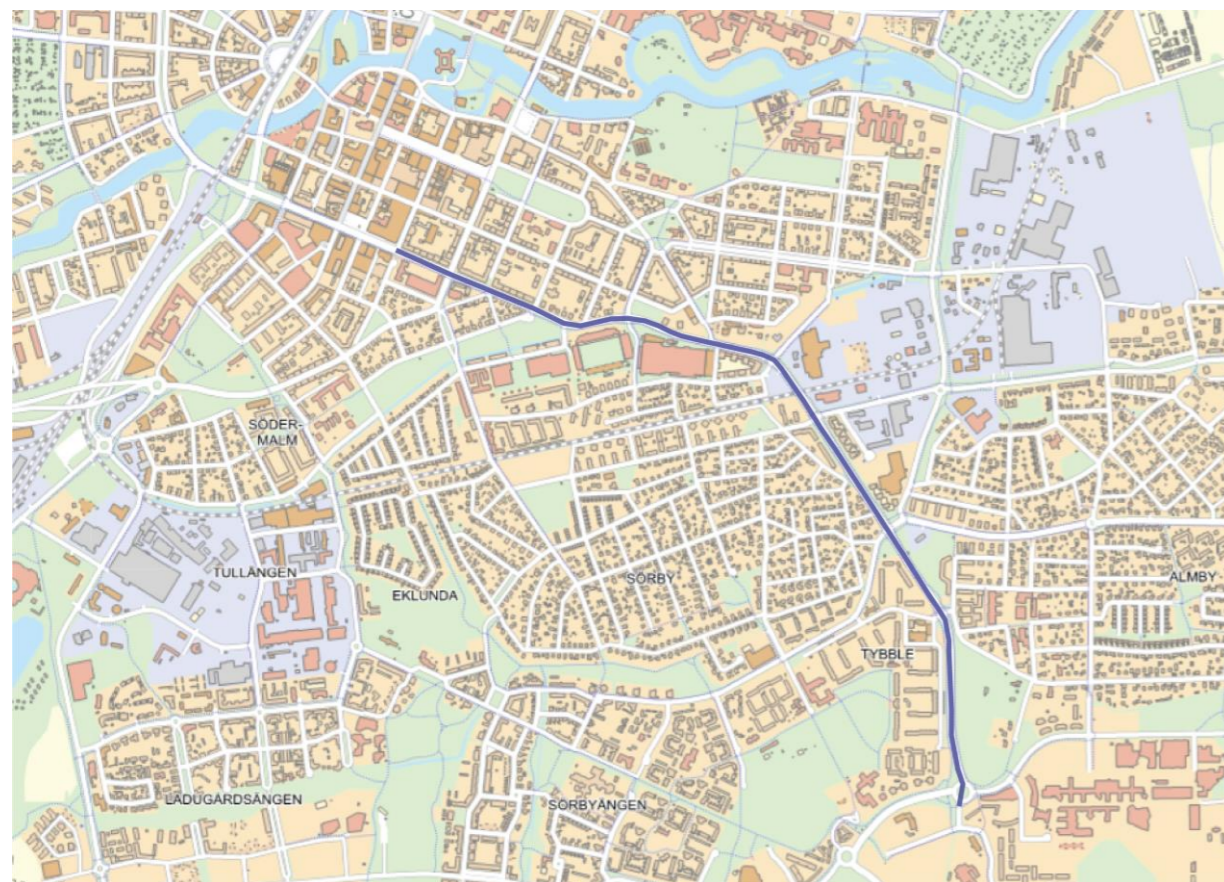 SÖDER-
MALM
TULLÄNGEN
EKLUNDA
SÖRBY
ALMBY
TYBBLE
LADUGÅRDSÄNGEN
SÖRBYÄNGEN